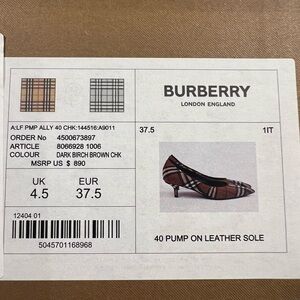 BURBERRY
LONDON ENGLAND
A:LF PMP ALLY 40 CHK:144516:A9011
ORDER No 4500673897
ARTICLE 8066928 1006
COLOUR DARK BIRCH BROWN CHK
MSRP US $ 890
UK EUR
4.5 37.5
12404 01
5045701168968
37.5 1IT
40 PUMP ON LEATHER SOLE